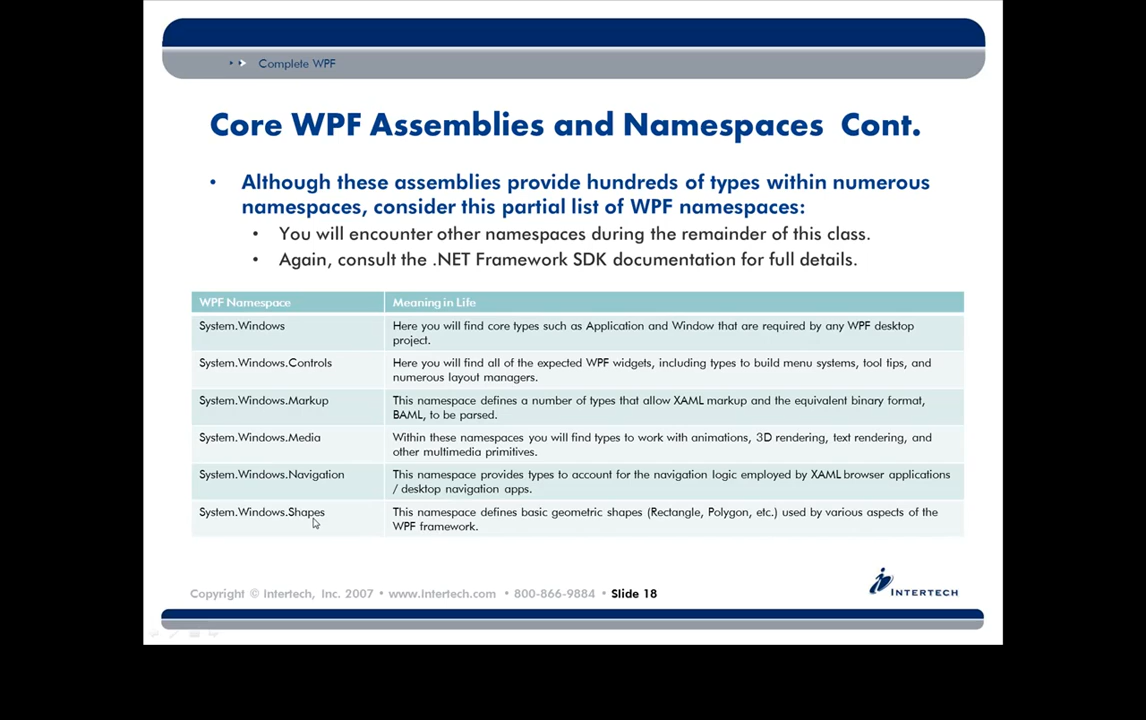 Complete WPF
Core WPF Assemblies and Namespaces Cont.
• Although these assemblies provide hundreds of types within numerous
namespaces, consider this partial list of WPF namespaces:
• You will encounter other namespaces during the remainder of this class.
• Again, consult the .NET Framework SDK documentation for full details.
WPF Namespace Meaning in Life
System.Windows Here you will find core types such as Application and Window that are required by any WPF desktop
project.
System.Windows.Controls Here you will find all of the expected WPF widgets, including types to build menu systems, tool tips, and
numerous layout managers.
System.Windows.Markup This namespace defines a number of types that allow XAML markup and the equivalent binary format,
BAML, to be parsed.
System.Windows.Media Within these namespaces you will find types to work with animations, 3D rendering, text rendering, and
other multimedia primitives.
System.Windows.Navigation This namespace provides types to account for the navigation logic employed by XAML browser applications
/ desktop navigation apps.
System.Windows.Shapes This namespace defines basic geometric shapes (Rectangle, Polygon, etc.) used by various aspects of the
WPF framework.
Copyright © Intertech, Inc. 2007 • www.Intertech.com • 800-866-9884 • Slide 18
INTERTECH